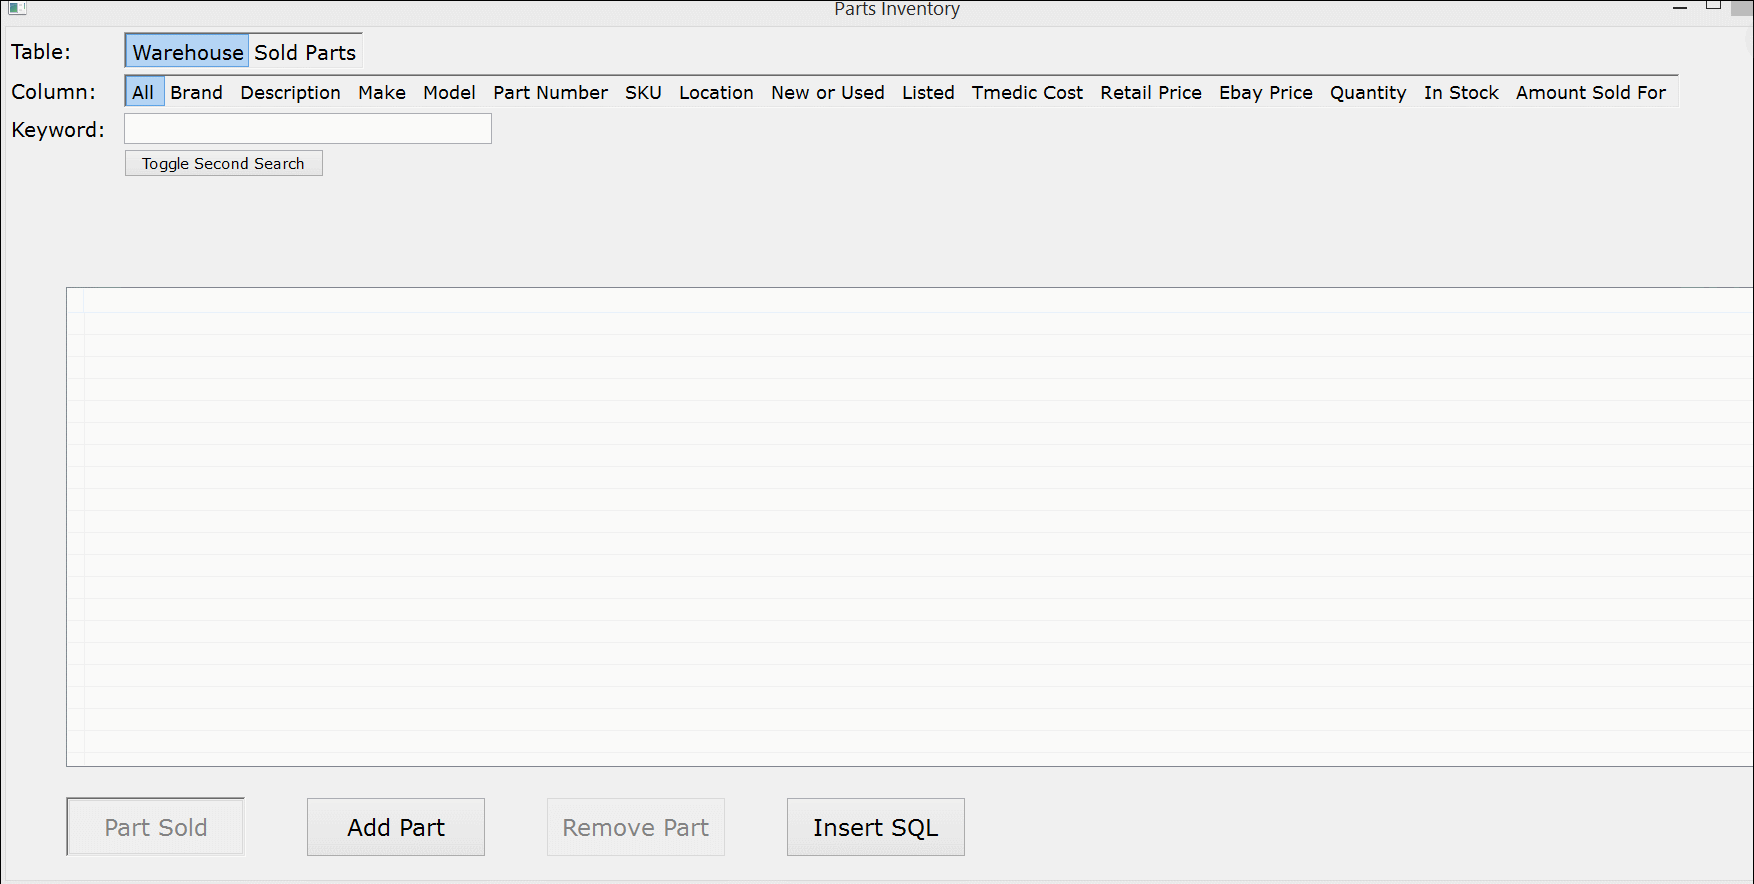 Parts Inventory
Table: Warehouse Sold Parts
Column: All Brand Description Make Model Part Number SKU Location New or Used Listed Tmedic Cost Retail Price Ebay Price Quantity In Stock Amount Sold For
Keyword:
Toggle Second Search
Part Sold Add Part Remove Part Insert SQL